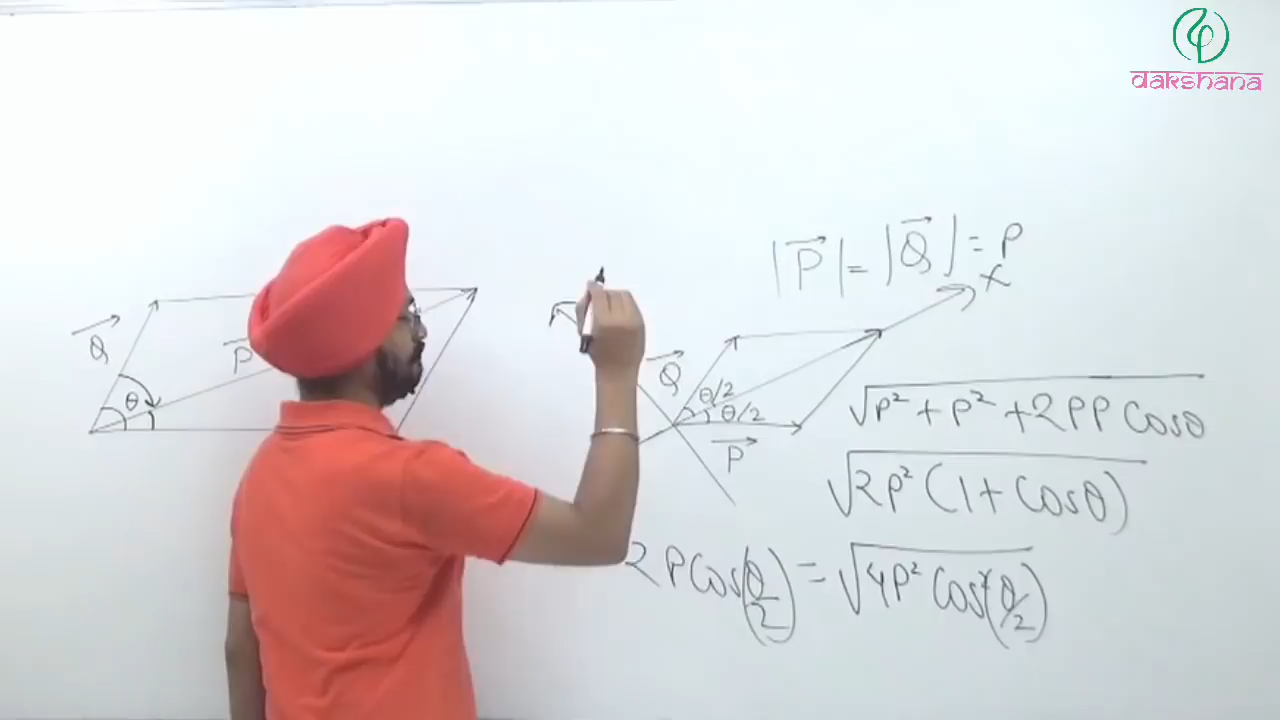 dakshana
|P⃗| = |Q⃗| = P
X
Q⃗
θ
P⃗
Q⃗
θ/2
θ/2
P⃗
√(P² + P² + 2PP Cosθ)
√(2P² (1 + Cosθ))
2P Cos(θ/2) = √(4P² Cos²(θ/2))